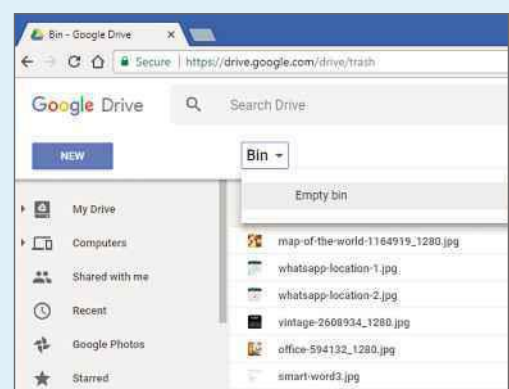 Bin - Google Drive
Secure https://drive.google.com/drive/trash
Google Drive
Search Drive
NEW
Bin
Empty bin
My Drive
Computers
Shared with me
Recent
Google Photos
Starred
map-of-the-world-1164919_1280.jpg
whatsapp-location-1.jpg
whatsapp-location-2.jpg
vintage-2608934_1280.jpg
office-594132_1280.jpg
smart-word3.jpg